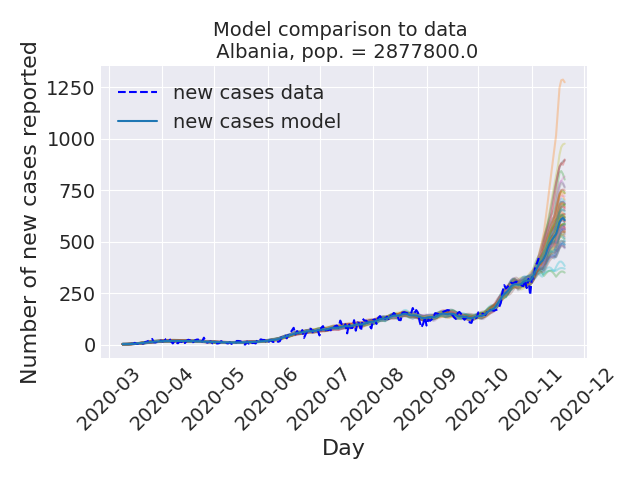 Model comparison to data
Albania, pop. = 2877800.0
Number of new cases reported
1250
1000
750
500
250
0
new cases data
new cases model
2020-03
2020-04
2020-05
2020-06
2020-07
2020-08
2020-09
2020-10
2020-11
2020-12
Day